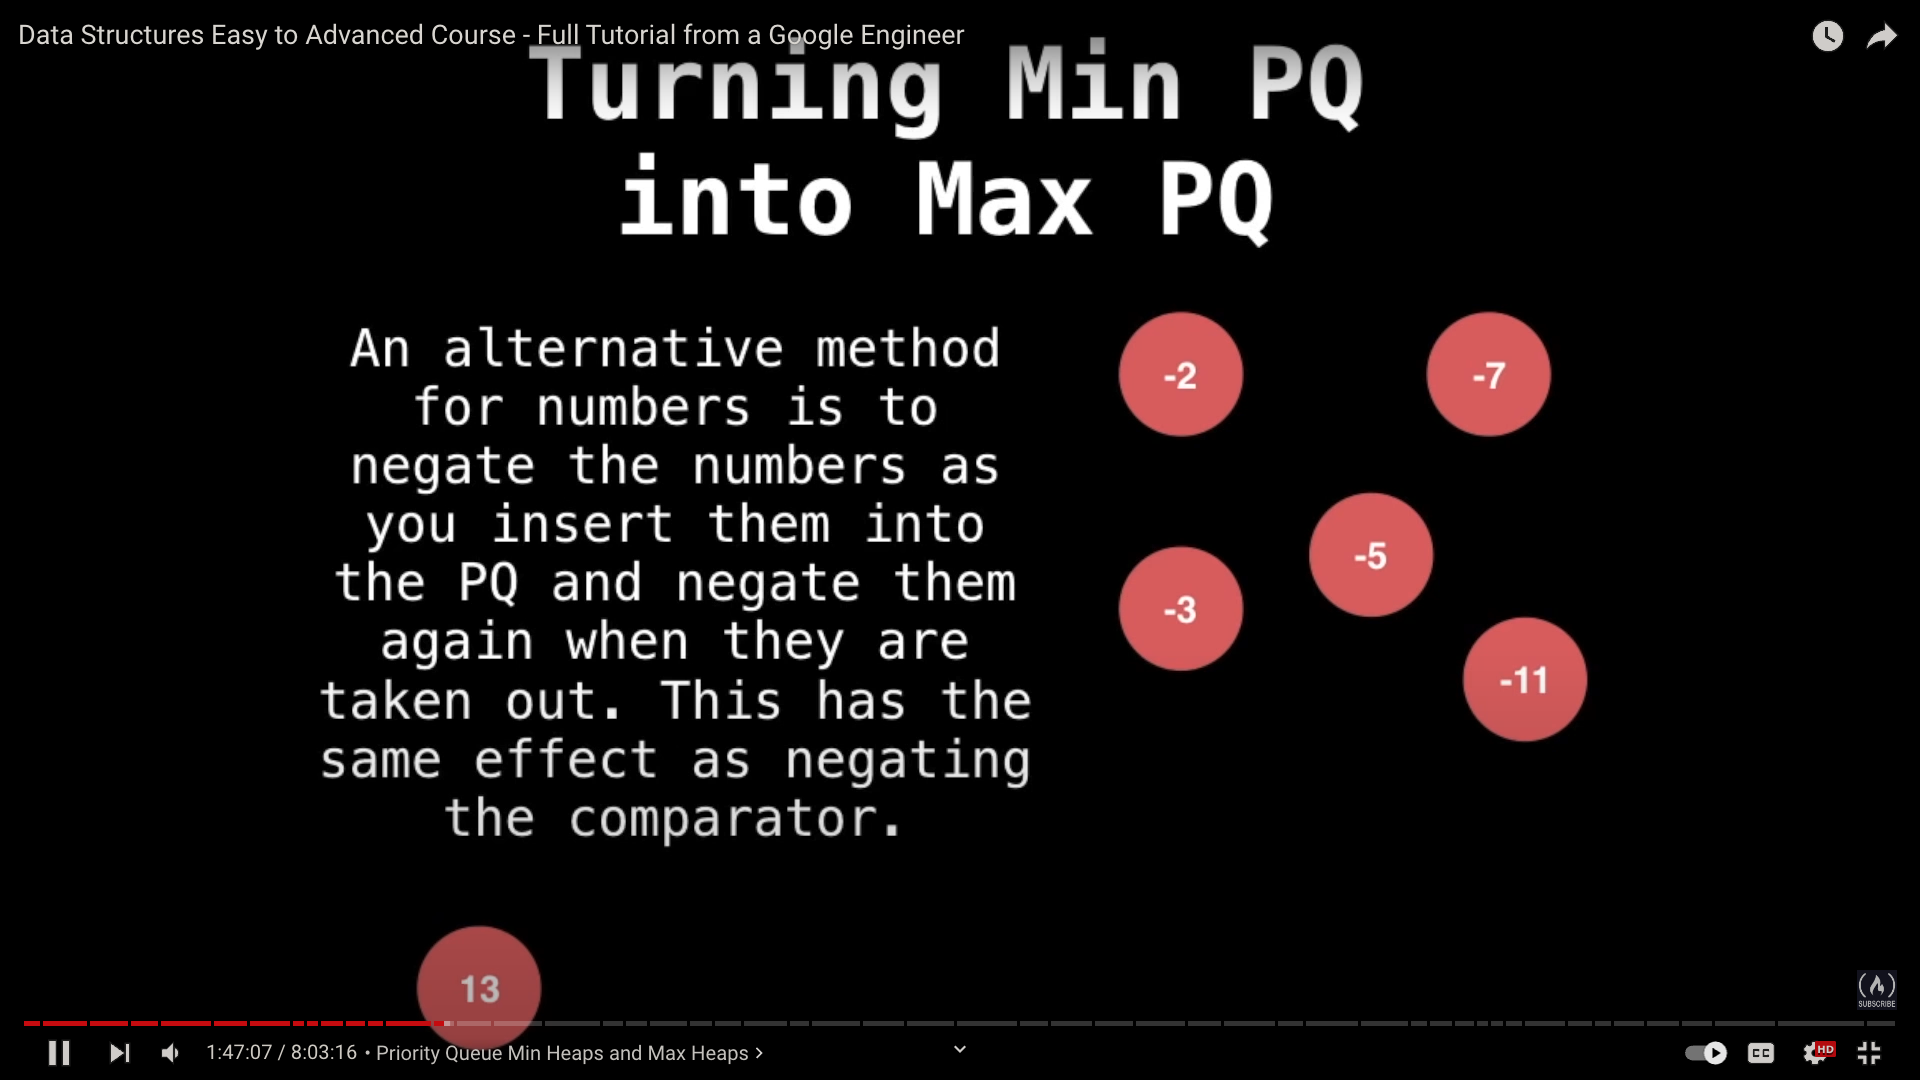 Data Structures Easy to Advanced Course - Full Tutorial from a Google Engineer
Turning Min PQ
into Max PQ
An alternative method
for numbers is to
negate the numbers as
you insert them into
the PQ and negate them
again when they are
taken out. This has the
same effect as negating
the comparator.
-2
-7
-5
-3
-11
13
SUBSCRIBE
1:47:07 / 8:03:16 • Priority Queue Min Heaps and Max Heaps
CC
HD